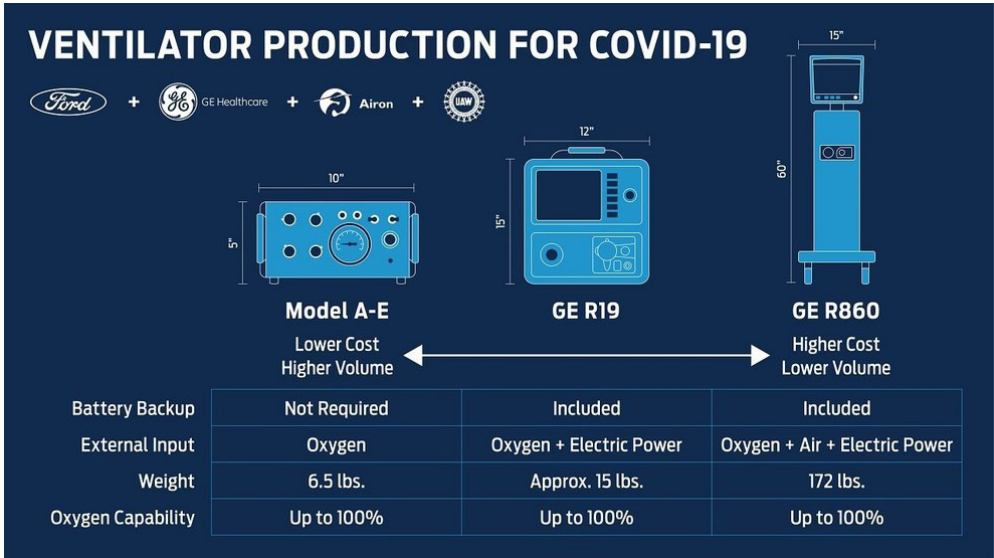 VENTILATOR PRODUCTION FOR COVID-19
Ford + GE GE Healthcare + Airon + UAW
15"
12"
10"
60"
15"
5"
Model A-E
GE R19
GE R860
Lower Cost
Higher Volume
Higher Cost
Lower Volume
Battery Backup Not Required Included Included
External Input Oxygen Oxygen + Electric Power Oxygen + Air + Electric Power
Weight 6.5 lbs. Approx. 15 lbs. 172 lbs.
Oxygen Capability Up to 100% Up to 100% Up to 100%